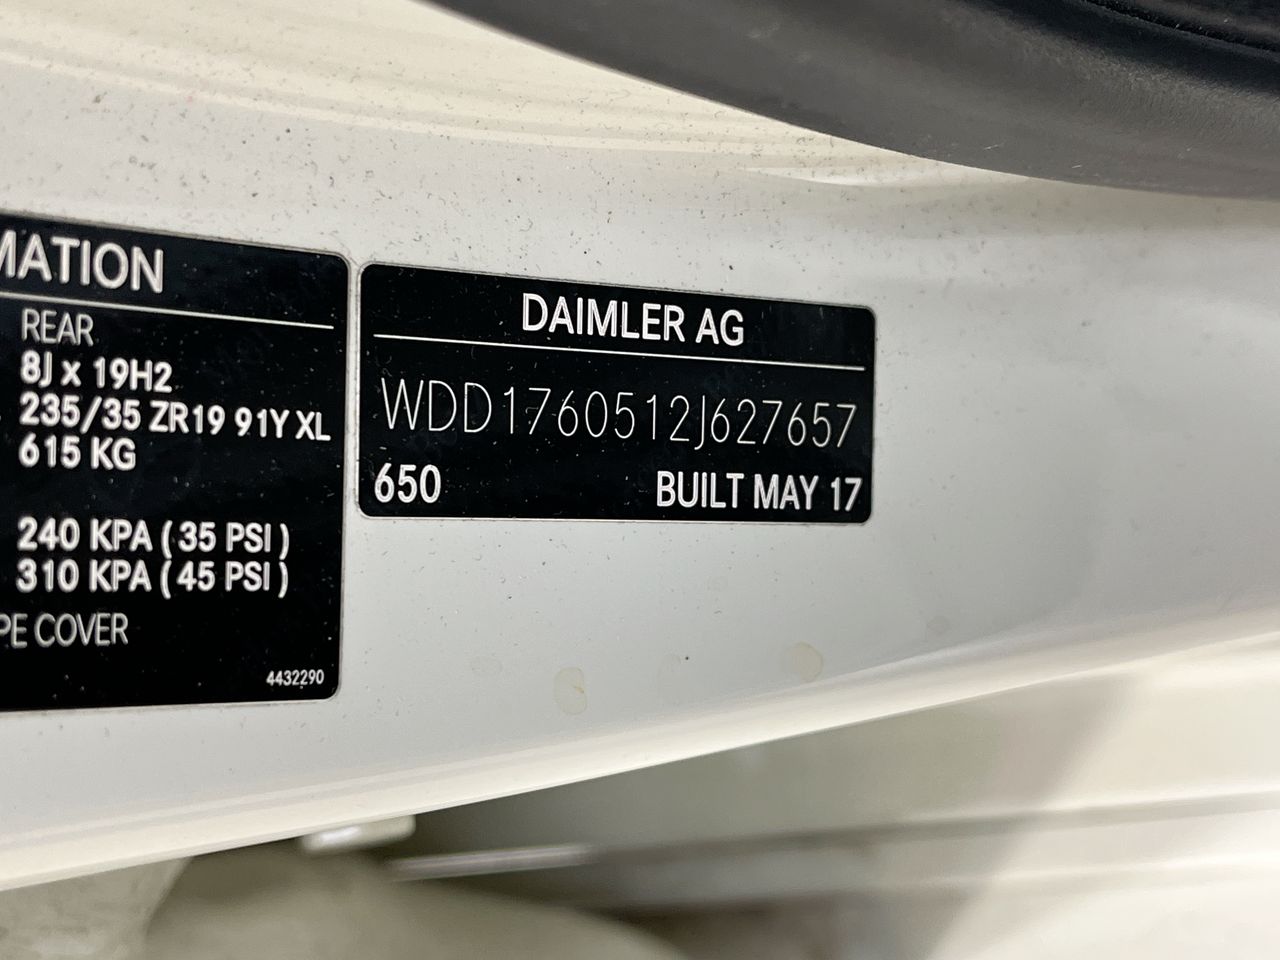 MATION
REAR
8J x 19H2
235/35 ZR19 91Y XL
615 KG
240 KPA ( 35 PSI )
310 KPA ( 45 PSI )
PE COVER
4432290
DAIMLER AG
WDD1760512J627657
650 BUILT MAY 17